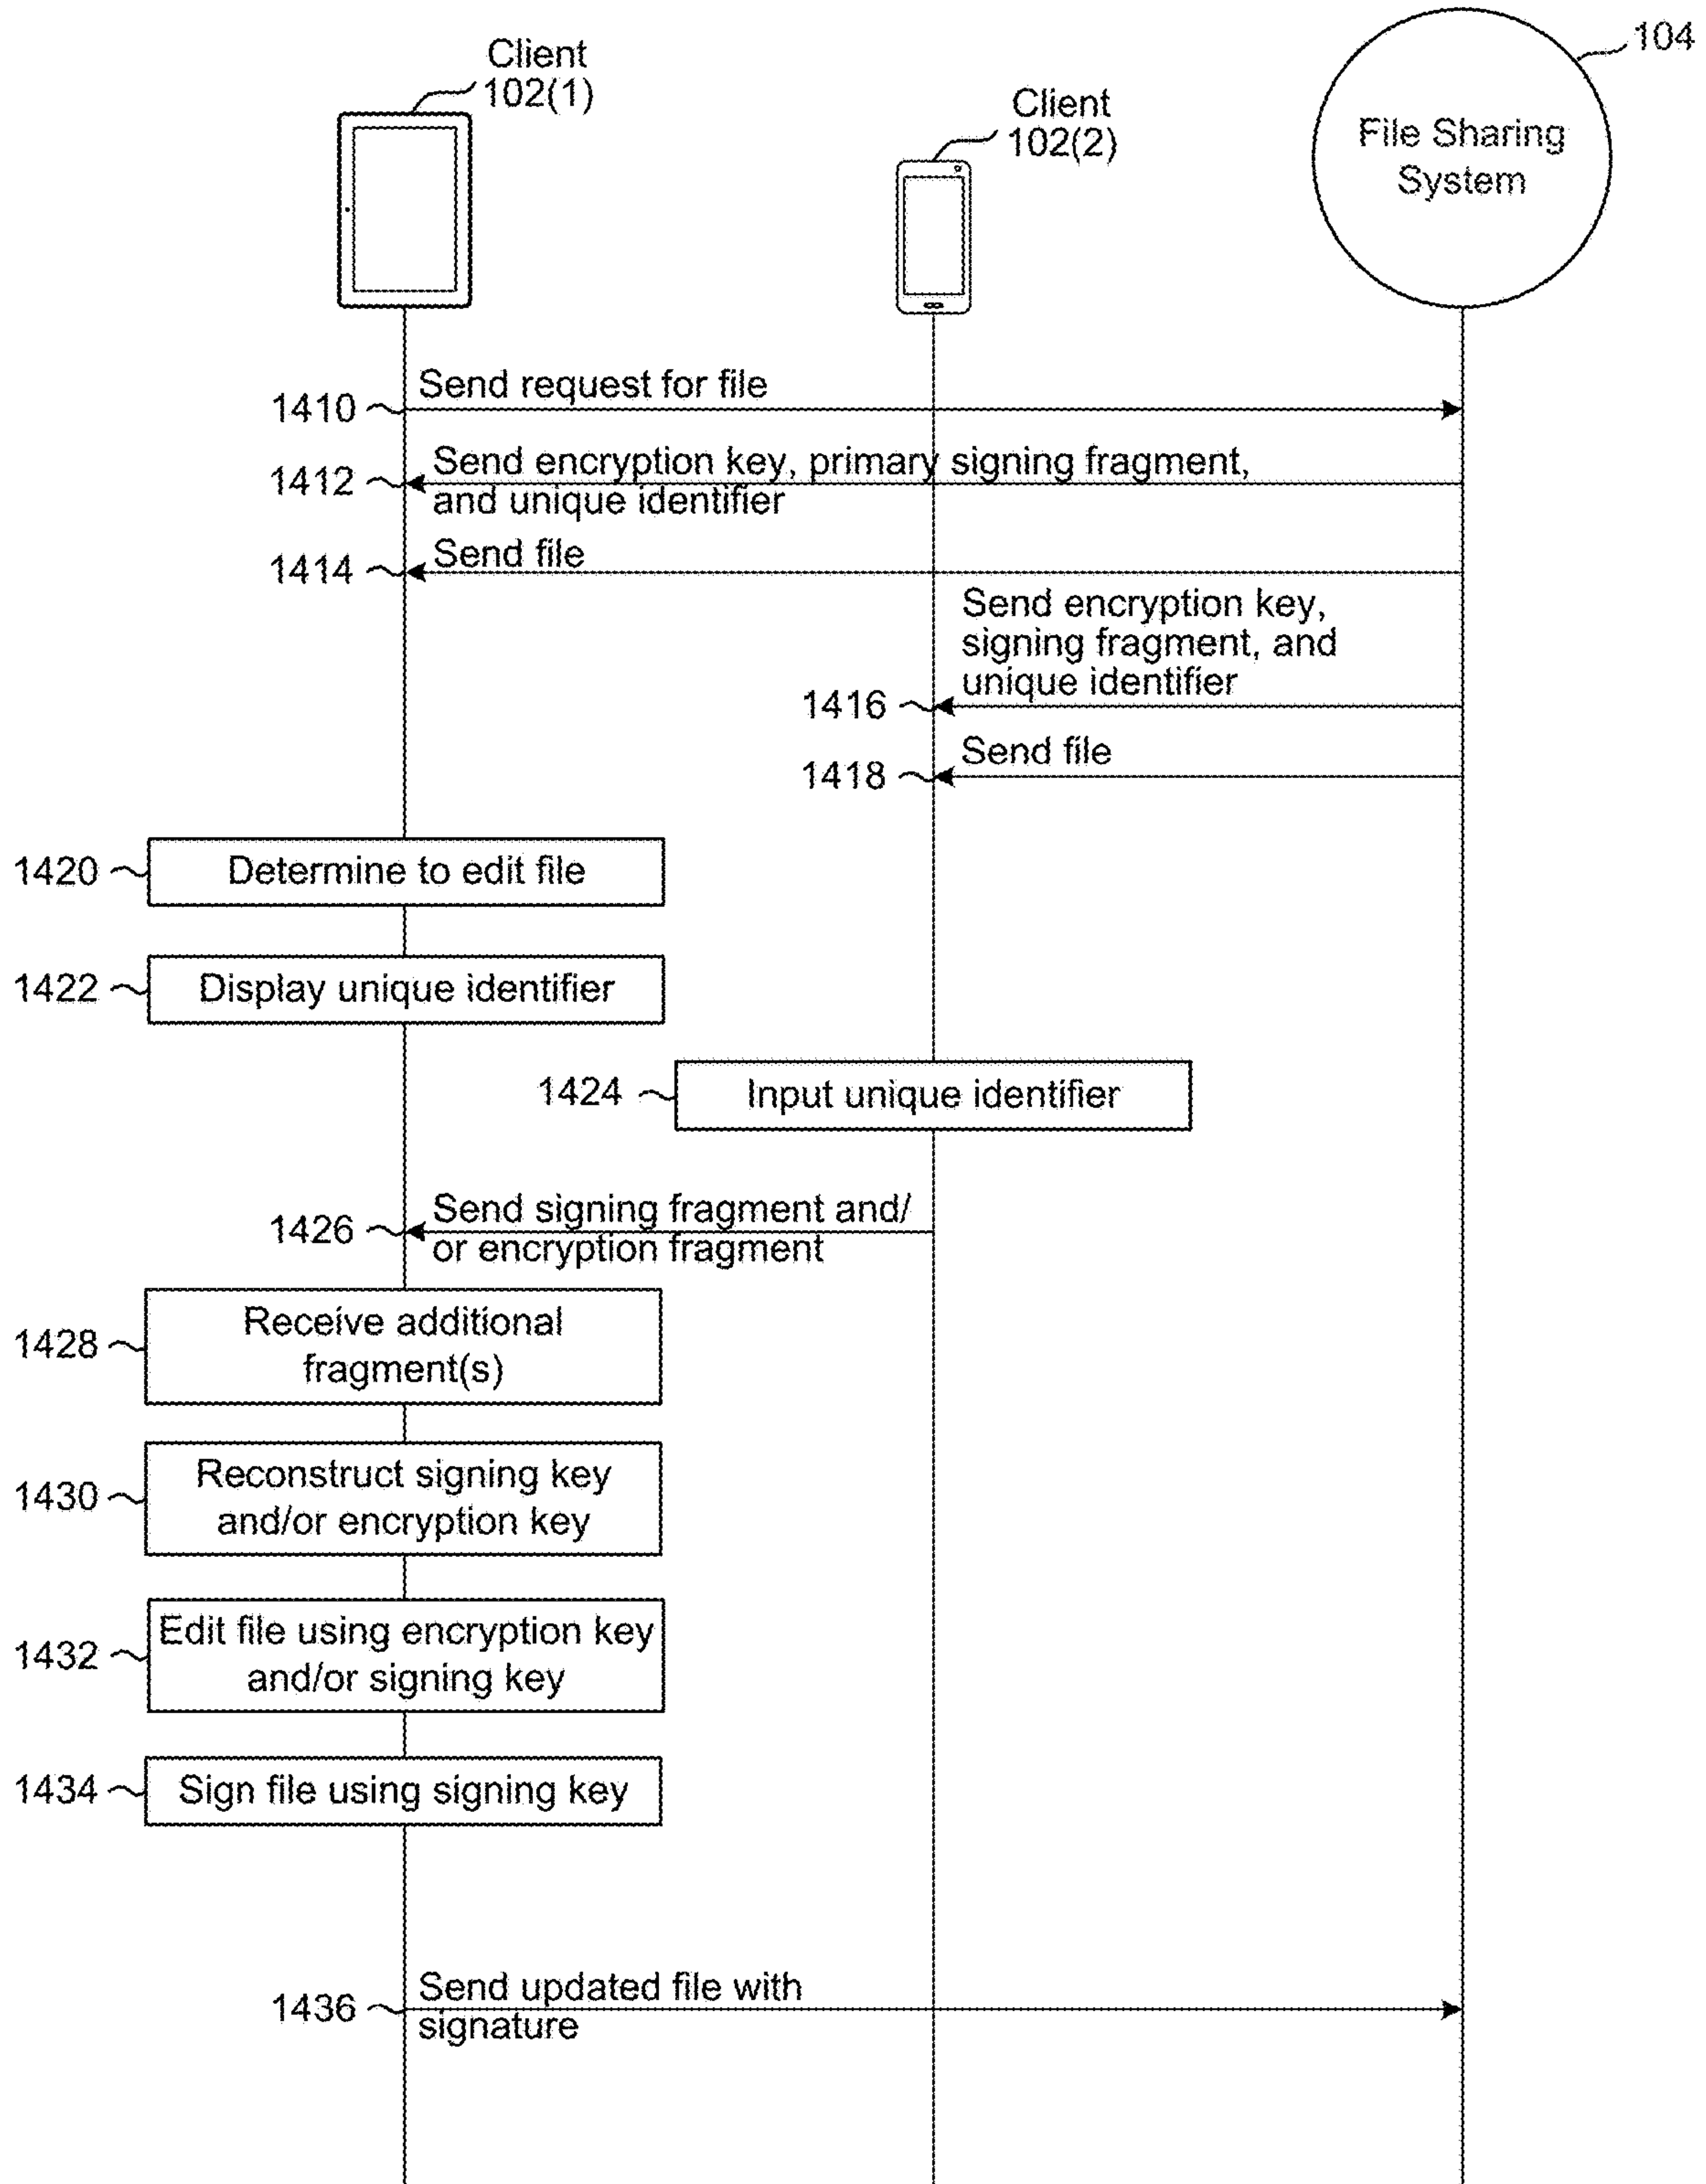 Client
102(1)
Client
102(2)
104
File Sharing
System
1410
Send request for file
1412
Send encryption key, primary signing fragment,
and unique identifier
1414
Send file
Send encryption key,
signing fragment, and
unique identifier
1416
1418
Send file
1420
Determine to edit file
1422
Display unique identifier
1424
Input unique identifier
1426
Send signing fragment and/
or encryption fragment
1428
Receive additional
fragment(s)
1430
Reconstruct signing key
and/or encryption key
1432
Edit file using encryption key
and/or signing key
1434
Sign file using signing key
1436
Send updated file with
signature